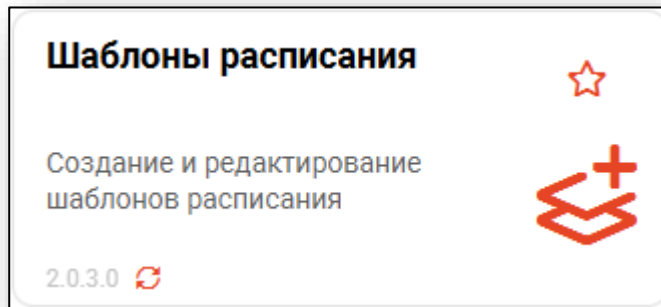 Шаблоны расписания
Создание и редактирование
шаблонов расписания
2.0.3.0